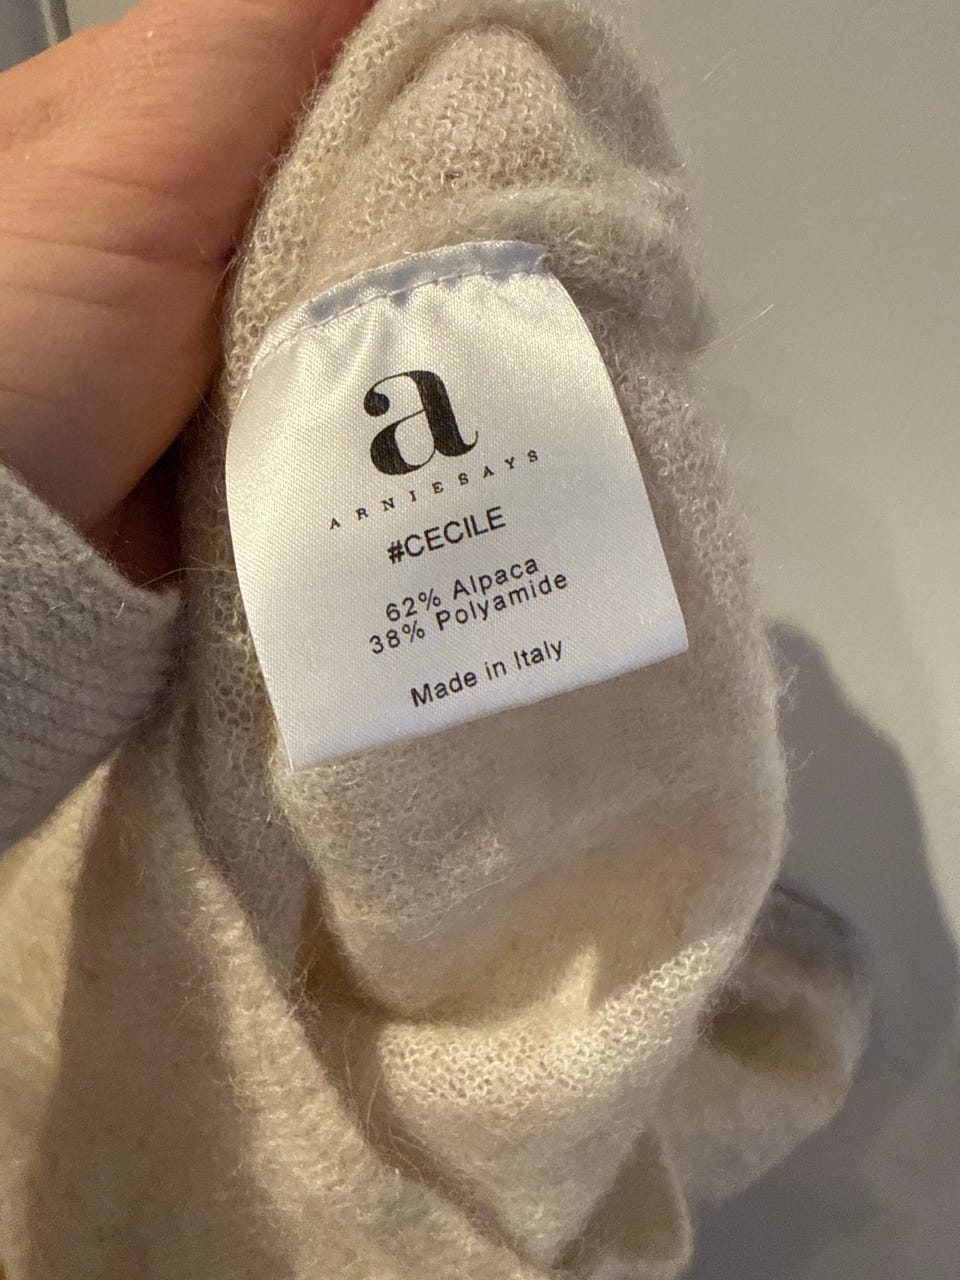 a
ARNIESAYS
#CECILE
62% Alpaca
38% Polyamide
Made in Italy